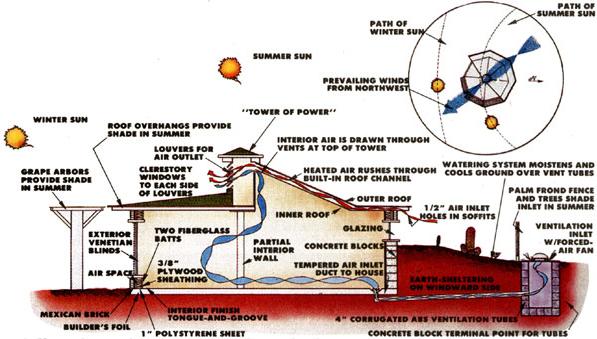 PATH OF
WINTER SUN
PATH OF
SUMMER SUN
PREVAILING WINDS
FROM NORTHWEST
SUMMER SUN
WINTER SUN
"TOWER OF POWER"
ROOF OVERHANGS PROVIDE
SHADE IN SUMMER
LOUVERS FOR
AIR OUTLET
CLERESTORY
WINDOWS
TO EACH SIDE
OF LOUVERS
INTERIOR AIR IS DRAWN THROUGH
VENTS AT TOP OF TOWER
HEATED AIR RUSHES THROUGH
BUILT-IN ROOF CHANNEL
WATERING SYSTEM MOISTENS AND
COOLS GROUND OVER VENT TUBES
GRAPE ARBORS
PROVIDE SHADE
IN SUMMER
OUTER ROOF
INNER ROOF
1/2" AIR INLET
HOLES IN SOFFITS
PALM FROND FENCE
AND TREES SHADE
INLET IN SUMMER
EXTERIOR
VENETIAN
BLINDS
TWO FIBERGLASS
BATTS
PARTIAL
INTERIOR
WALL
GLAZING
CONCRETE BLOCKS
VENTILATION
INLET
W/FORCED-
AIR FAN
AIR SPACE
3/8"
PLYWOOD
SHEATHING
TEMPERED AIR INLET
DUCT TO HOUSE
EARTH-SHELTERING
ON WINDWARD SIDE
MEXICAN BRICK
BUILDER'S FOIL
INTERIOR FINISH
TONGUE-AND-GROOVE
1" POLYSTYRENE SHEET
4" CORRUGATED ABS VENTILATION TUBES
CONCRETE BLOCK TERMINAL POINT FOR TUBES